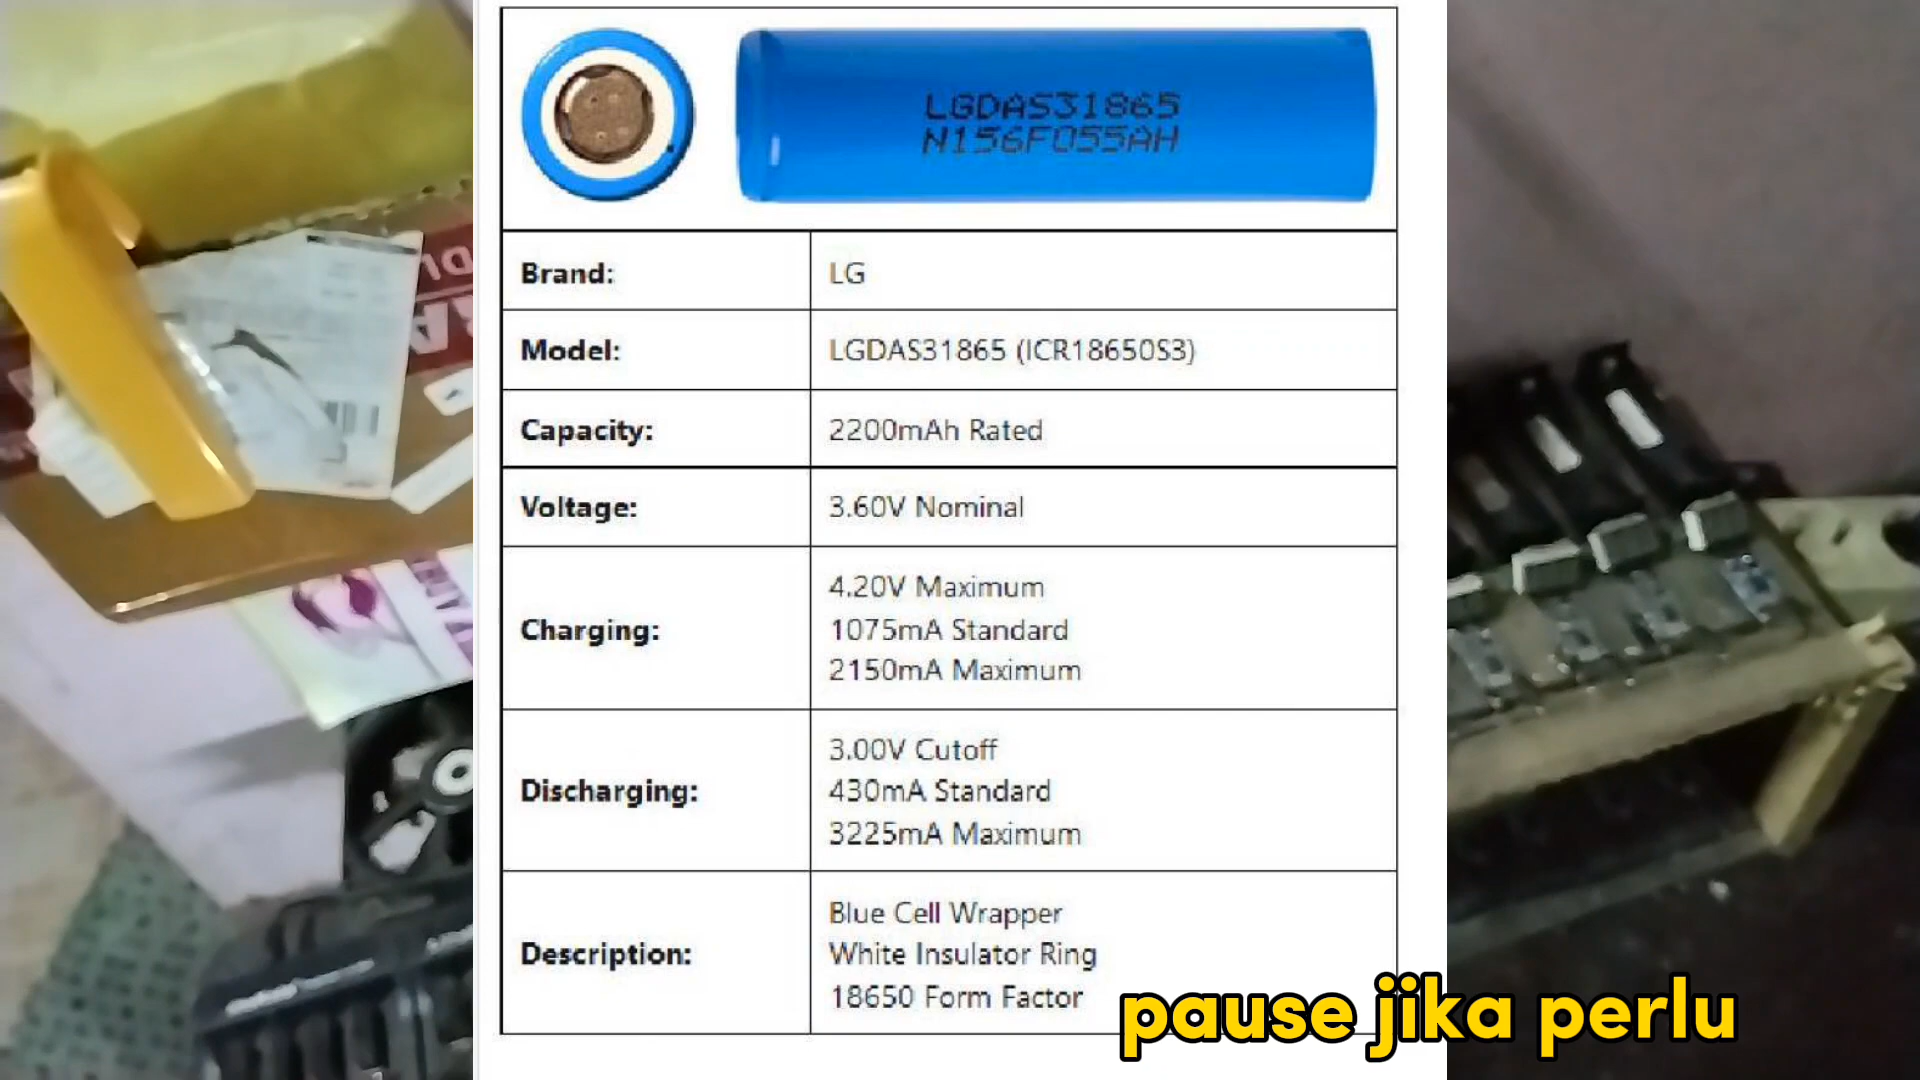 LGDAS31865
N156F055AH
Brand: LG
Model: LGDAS31865 (ICR18650S3)
Capacity: 2200mAh Rated
Voltage: 3.60V Nominal
Charging: 4.20V Maximum
1075mA Standard
2150mA Maximum
Discharging: 3.00V Cutoff
430mA Standard
3225mA Maximum
Description: Blue Cell Wrapper
White Insulator Ring
18650 Form Factor
pause jika perlu